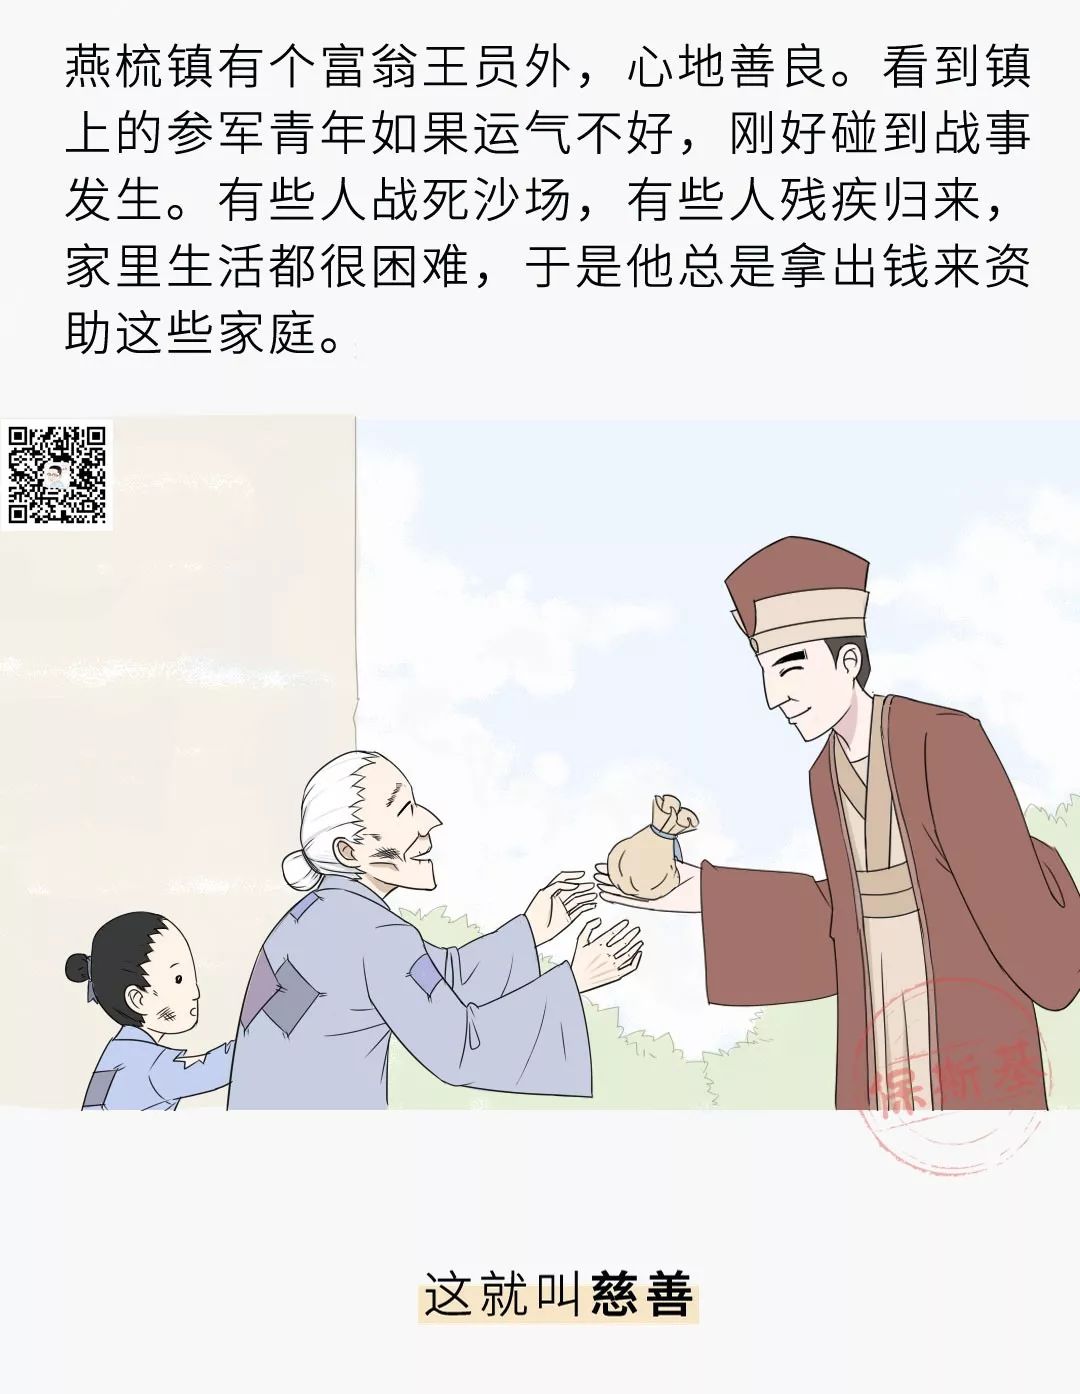 燕梳镇有个富翁王员外，心地善良。看到镇
上的参军青年如果运气不好，刚好碰到战事
发生。有些人战死沙场，有些人残疾归来，
家里生活都很困难，于是他总是拿出钱来资
助这些家庭。
保斯基
这就叫慈善